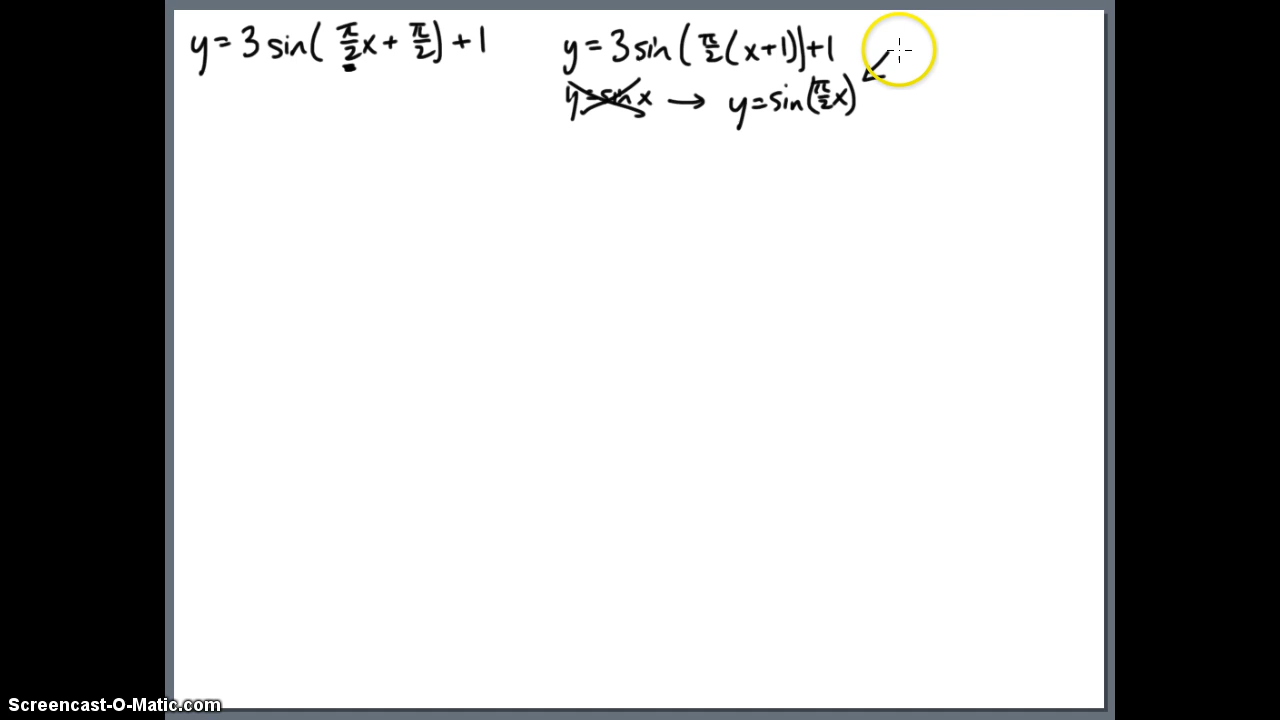 y = 3 sin( π/2 x + π/2 ) + 1
y = 3 sin( π/2 ( x + 1 ) ) + 1
y = sin x → y = sin( π/2 x )
Screencast-O-Matic.com